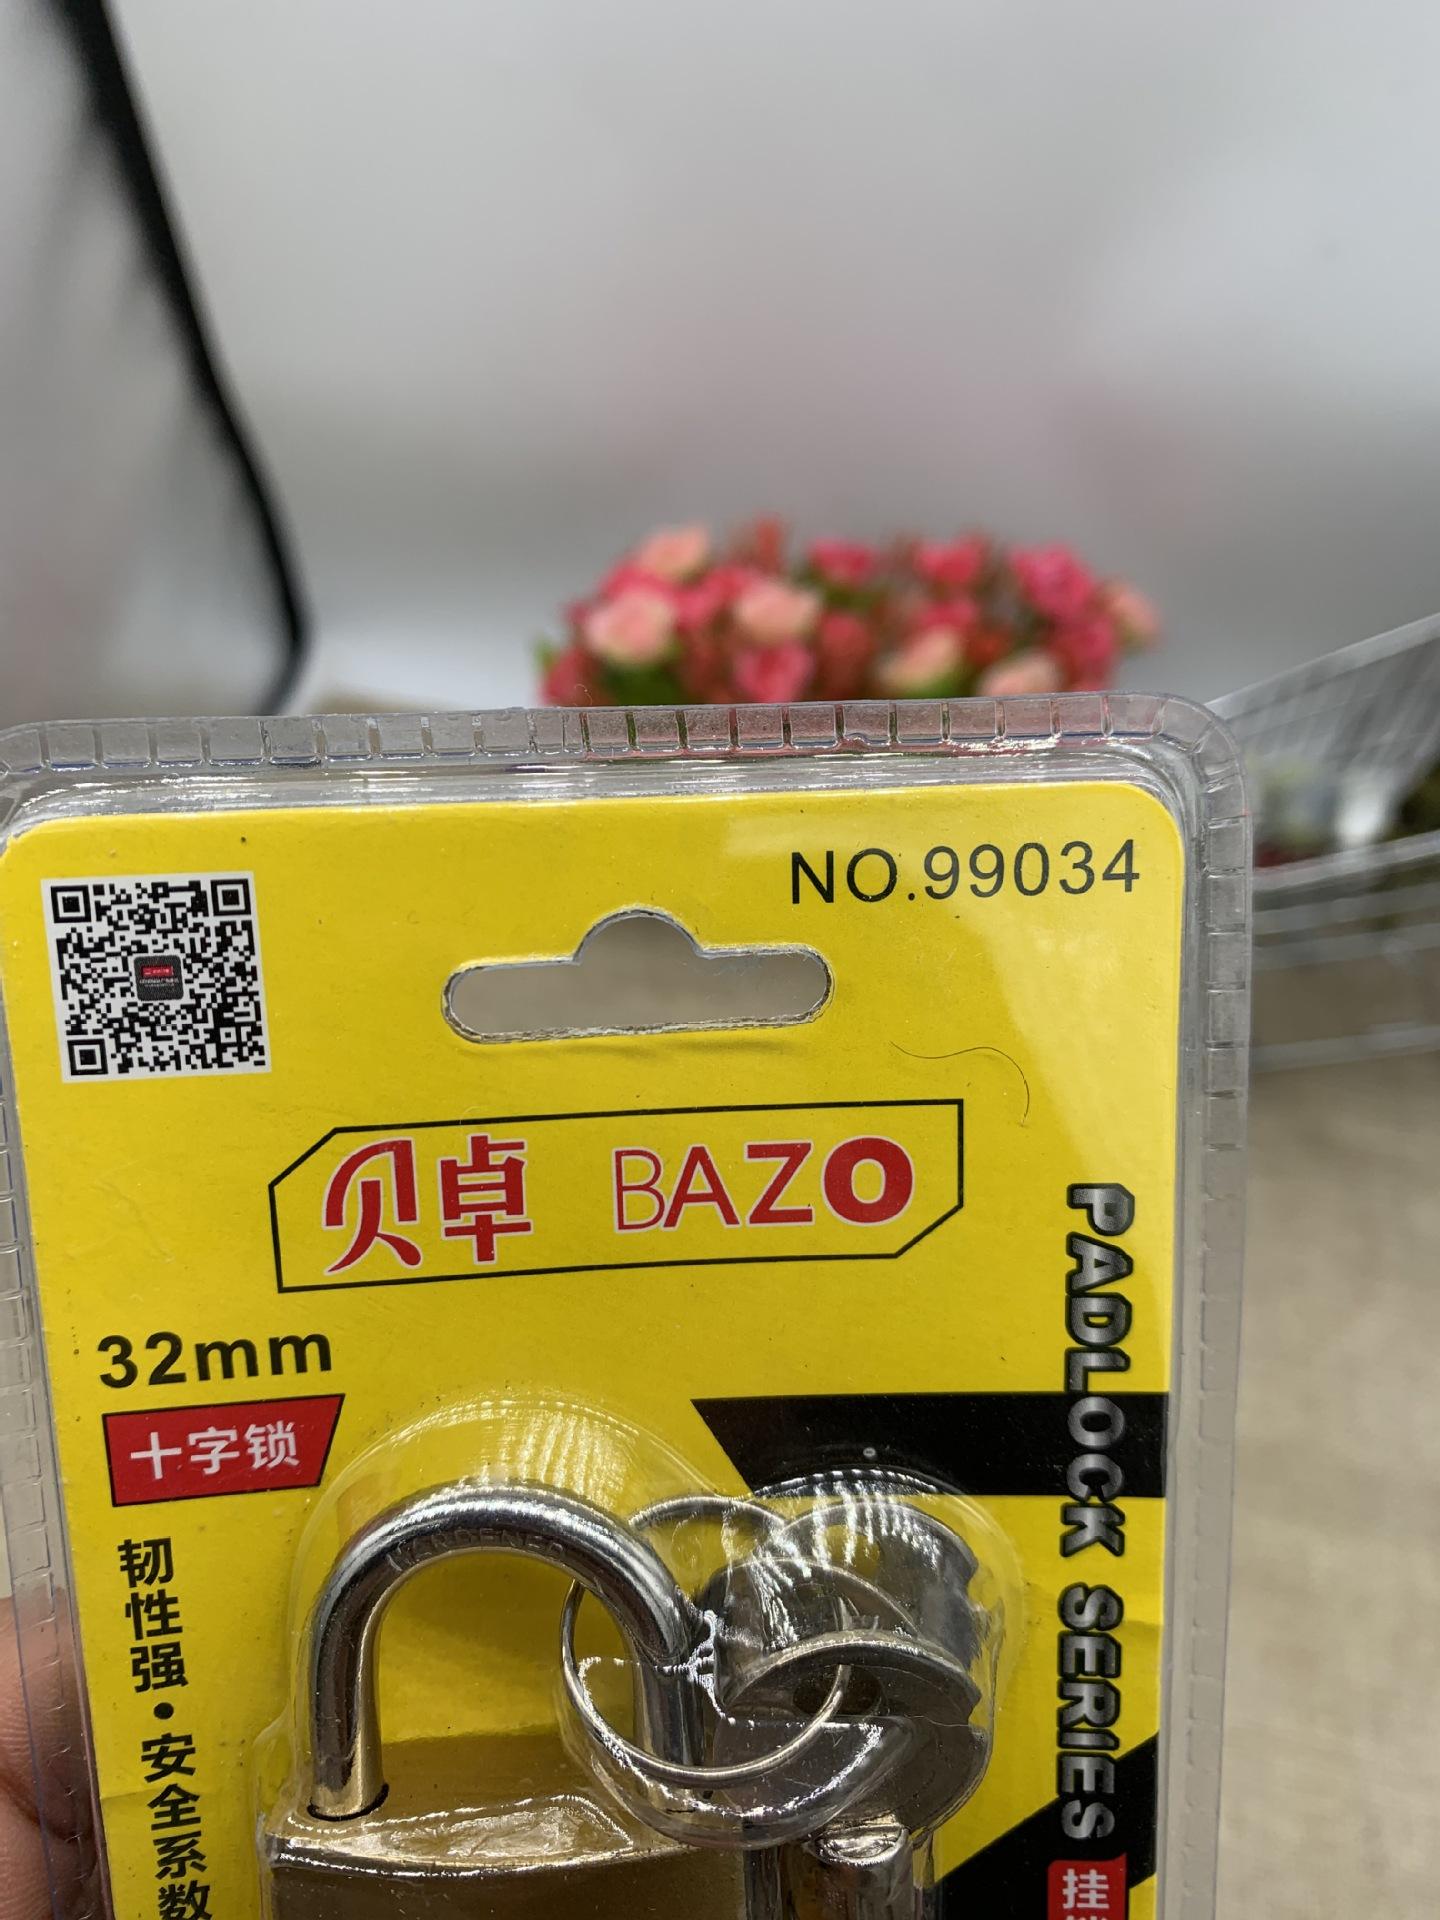 NO.99034
贝卓 BAZO
32mm
十字锁
韧性强·安全系数
HARDENED
PADLOCK SERIES
挂